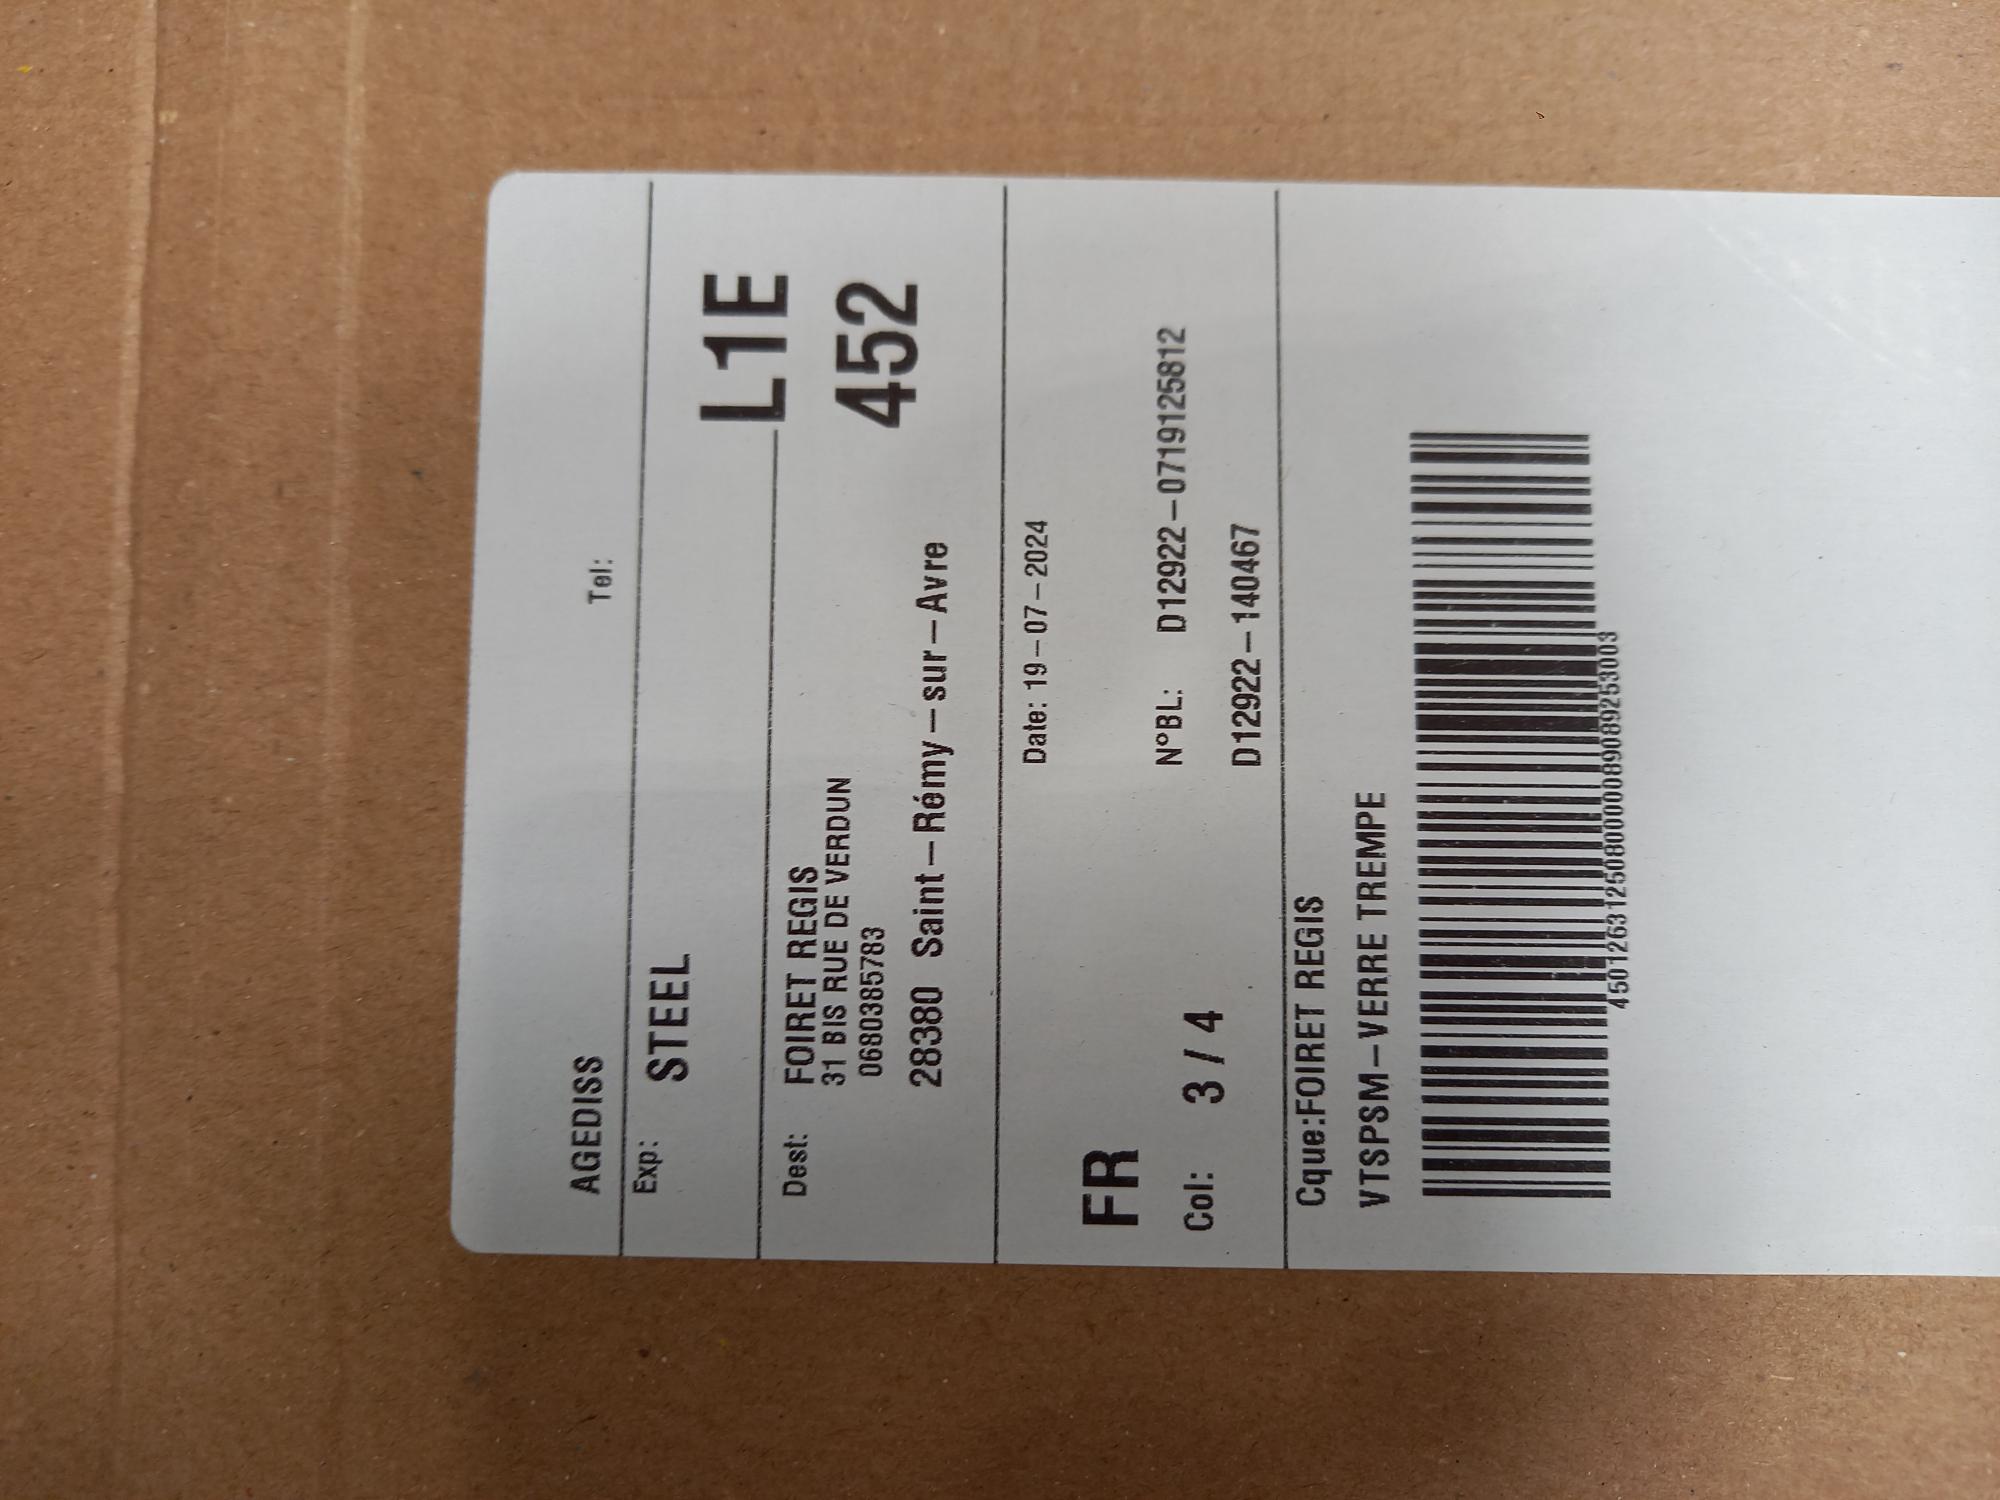 AGEDISS Tel:
Exp: STEEL
L1E
Dest: FOIRET REGIS
31 BIS RUE DE VERDUN
452
0680385783
28380 Saint-Rémy-sur-Avre
Date: 19-07-2024
FR
Col: 3 / 4 N°BL: D12922-0719125812
D12922-140467
Cque:FOIRET REGIS
VTSPSM-VERRE TREMPE